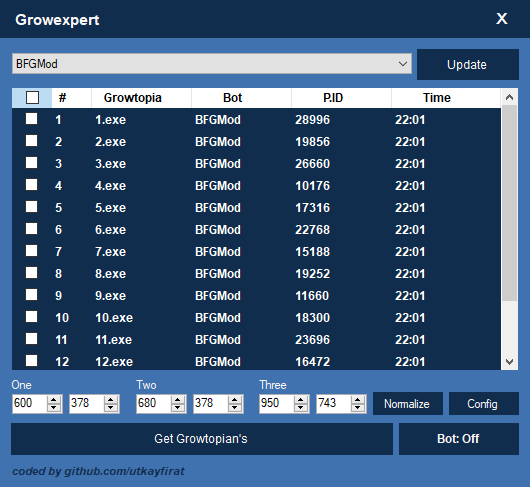 Growexpert X
BFGMod Update
# Growtopia Bot P.ID Time
1 1.exe BFGMod 28996 22:01
2 2.exe BFGMod 19856 22:01
3 3.exe BFGMod 26660 22:01
4 4.exe BFGMod 10176 22:01
5 5.exe BFGMod 17316 22:01
6 6.exe BFGMod 22768 22:01
7 7.exe BFGMod 15188 22:01
8 8.exe BFGMod 19252 22:01
9 9.exe BFGMod 11660 22:01
10 10.exe BFGMod 18300 22:01
11 11.exe BFGMod 23696 22:01
12 12.exe BFGMod 16472 22:01
One Two Three
600 378 680 378 950 743 Normalize Config
Get Growtopian's Bot: Off
coded by github.com/utkayfirat